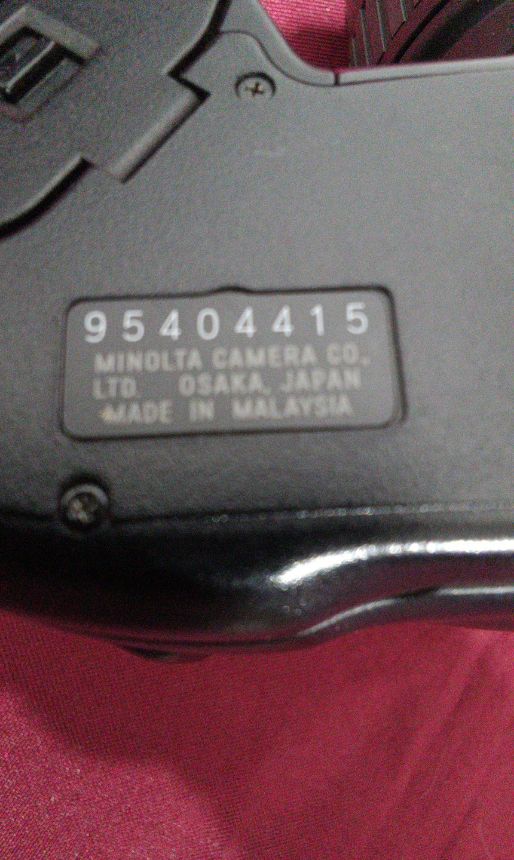 95404415
MINOLTA CAMERA CO.,
LTD. OSAKA, JAPAN
MADE IN MALAYSIA